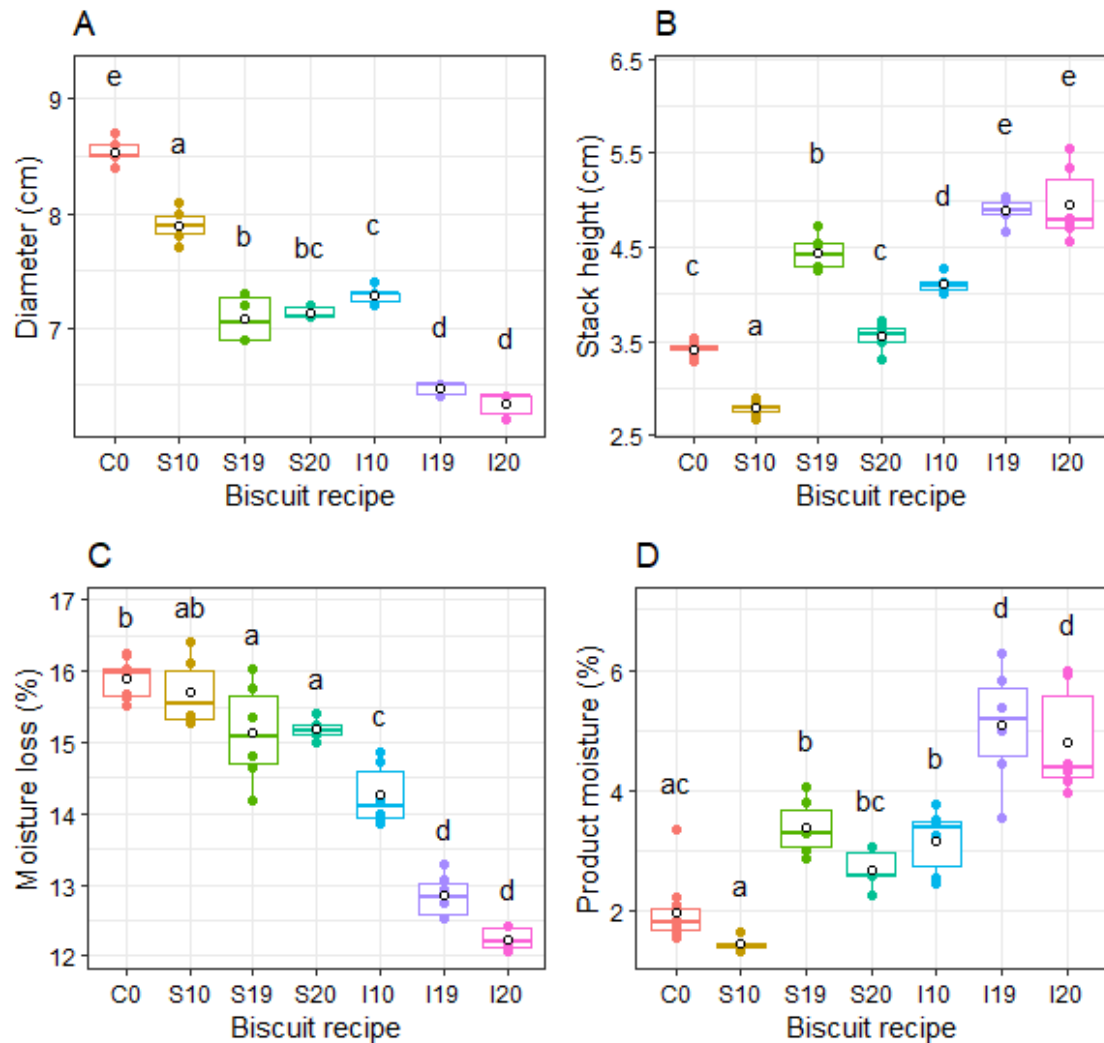 A
Diameter (cm)
9
8
7
e
a
b
bc
c
d
d
C0 S10 S19 S20 I10 I19 I20
Biscuit recipe
B
Stack height (cm)
6.5
5.5
4.5
3.5
2.5
c
a
b
c
d
e
e
C0 S10 S19 S20 I10 I19 I20
Biscuit recipe
C
Moisture loss (%)
17
16
15
14
13
12
b
ab
a
a
c
d
d
C0 S10 S19 S20 I10 I19 I20
Biscuit recipe
D
Product moisture (%)
6
4
2
ac
a
b
bc
b
d
d
C0 S10 S19 S20 I10 I19 I20
Biscuit recipe